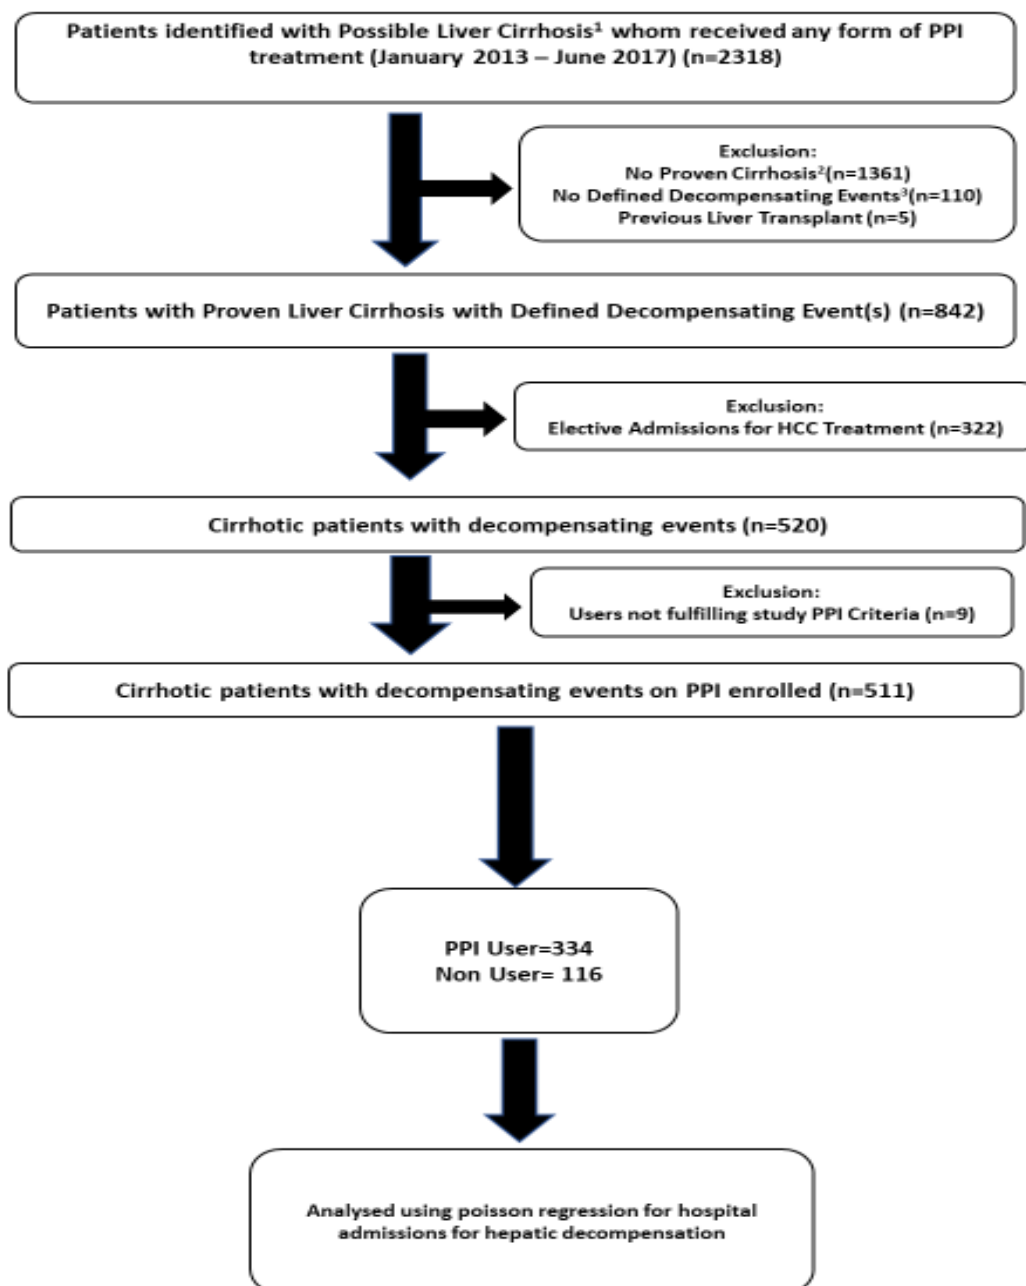 Patients identified with Possible Liver Cirrhosis¹ whom received any form of PPI
treatment (January 2013 – June 2017) (n=2318)
Exclusion:
No Proven Cirrhosis²(n=1361)
No Defined Decompensating Events³(n=110)
Previous Liver Transplant (n=5)
Patients with Proven Liver Cirrhosis with Defined Decompensating Event(s) (n=842)
Exclusion:
Elective Admissions for HCC Treatment (n=322)
Cirrhotic patients with decompensating events (n=520)
Exclusion:
Users not fulfilling study PPI Criteria (n=9)
Cirrhotic patients with decompensating events on PPI enrolled (n=511)
PPI User=334
Non User= 116
Analysed using poisson regression for hospital
admissions for hepatic decompensation